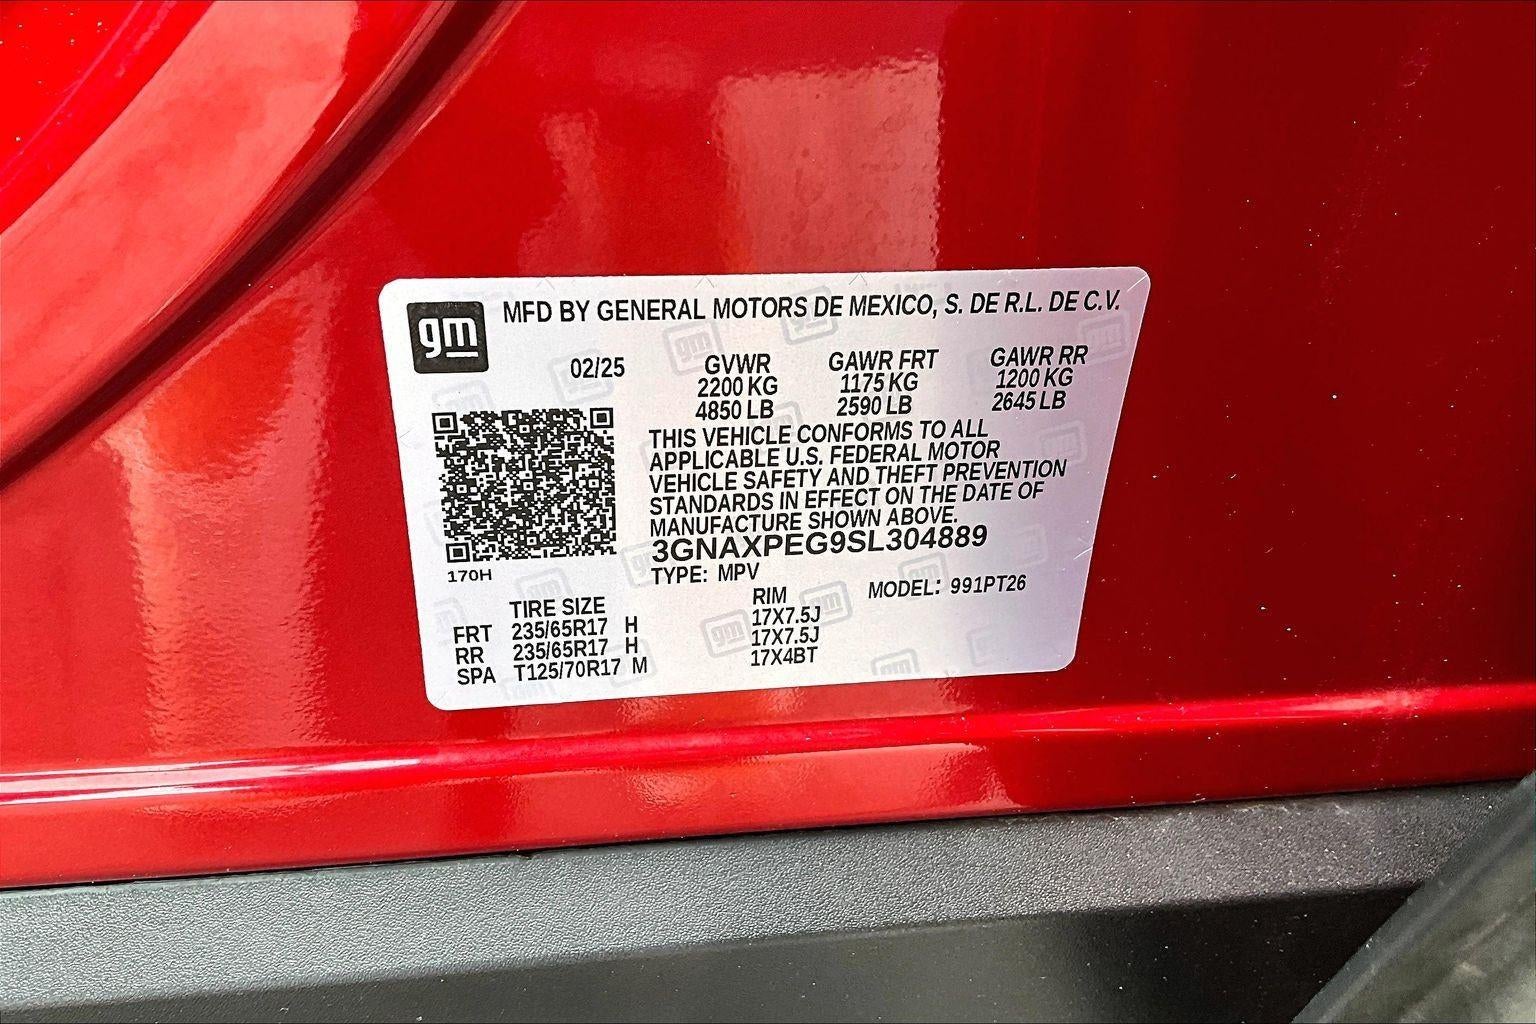 gm
MFD BY GENERAL MOTORS DE MEXICO, S. DE R.L. DE C.V.
02/25 GVWR GAWR FRT GAWR RR
2200 KG 1175 KG 1200 KG
4850 LB 2590 LB 2645 LB
THIS VEHICLE CONFORMS TO ALL
APPLICABLE U.S. FEDERAL MOTOR
VEHICLE SAFETY AND THEFT PREVENTION
STANDARDS IN EFFECT ON THE DATE OF
MANUFACTURE SHOWN ABOVE.
3GNAXPEG9SL304889
170H
TYPE: MPV MODEL: 991PT26
TIRE SIZE RIM
FRT 235/65R17 H 17X7.5J
RR 235/65R17 H 17X7.5J
SPA T125/70R17 M 17X4BT